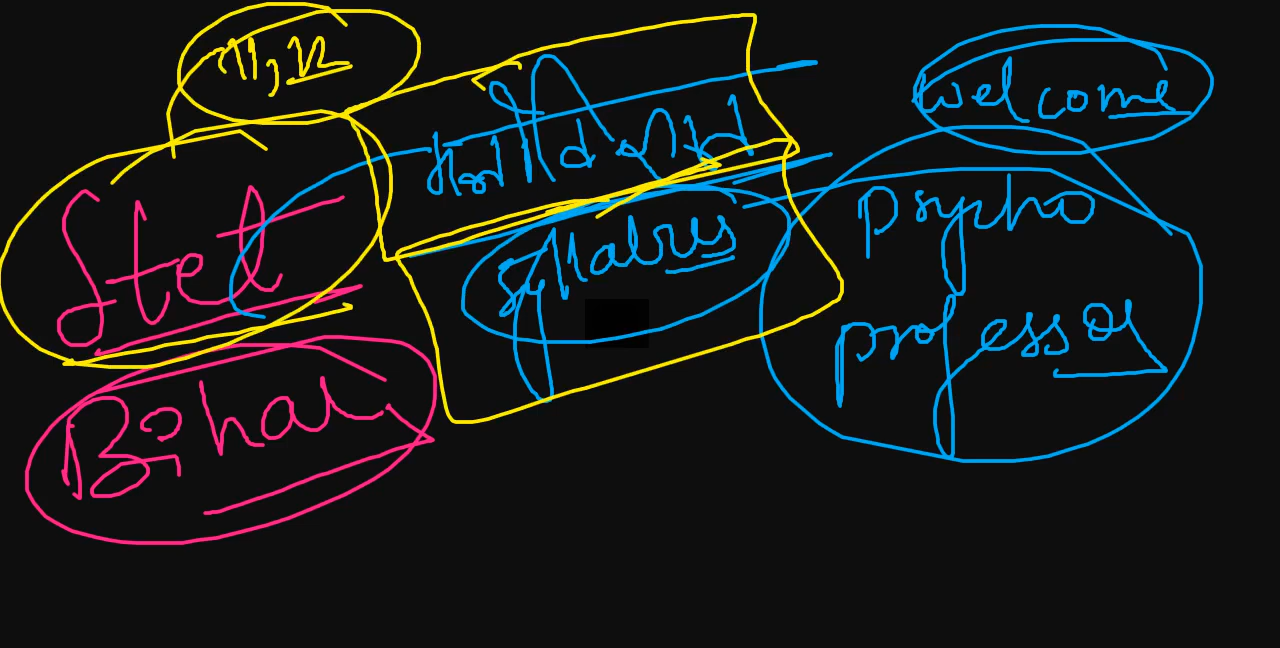 11, 12
welcome
Stet
Syllabus
psycho
professor
Bihar